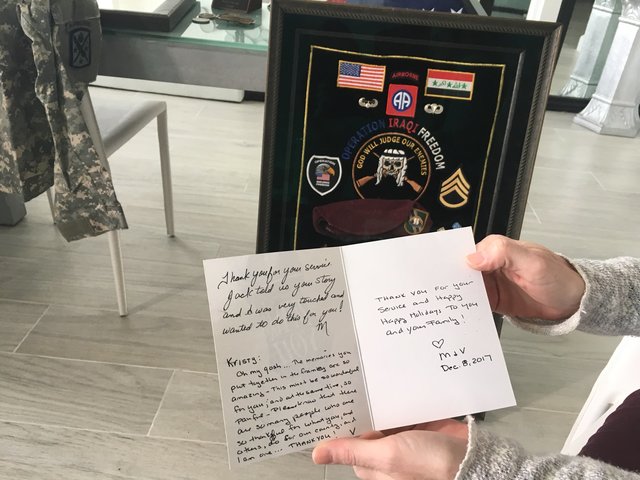 AIRBORNE
AA
OPERATION IRAQI FREEDOM
GOD WILL JUDGE OUR ENEMIES
Thank you for your service
Jack told us your story
and I was very touched and
wanted to do this for you!
M
Kristy:
Oh my gosh... The memories you
put together in the frames are so
amazing - This must be so wonderful
for you; and at the same time, so
painful - Please know that there
are so many people who are
so thankful for what you, and
others, do for our country, and
I am one... THANK YOU! V
THANK YOU FOR YOUR
SERVICE AND HAPPY
HAPPY HOLIDAYS TO YOU
AND YOUR FAMILY!
M & V
DEC. 8, 2017